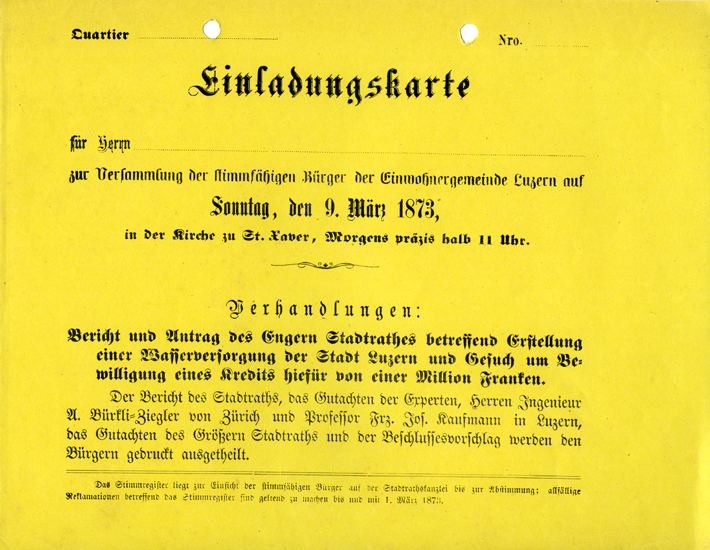 Quartier
Nro.
Einladungskarte
für Herrn
zur Versammlung der stimmfähigen Bürger der Einwohnergemeinde Luzern auf
Sonntag, den 9. März 1873,
in der Kirche zu St. Xaver, Morgens präzis halb 11 Uhr.
Verhandlungen:
Bericht und Antrag des Engern Stadtrathes betreffend Erstellung
einer Wasserversorgung der Stadt Luzern und Gesuch um Be-
willigung eines Kredits hiefür von einer Million Franken.
Der Bericht des Stadtraths, das Gutachten der Experten, Herren Ingenieur
A. Bürkli-Ziegler von Zürich und Professor Frz. Jos. Kaufmann in Luzern,
das Gutachten des Größern Stadtraths und der Beschlussesvorschlag werden den
Bürgern gedruckt ausgetheilt.
Das Stimmregister liegt zur Einsicht der stimmfähigen Bürger auf der Stadtrathskanzlei bis zur Abstimmung; allfällige
Reklamationen betreffend das Stimmregister sind geltend zu machen bis und mit 1. März 1873.